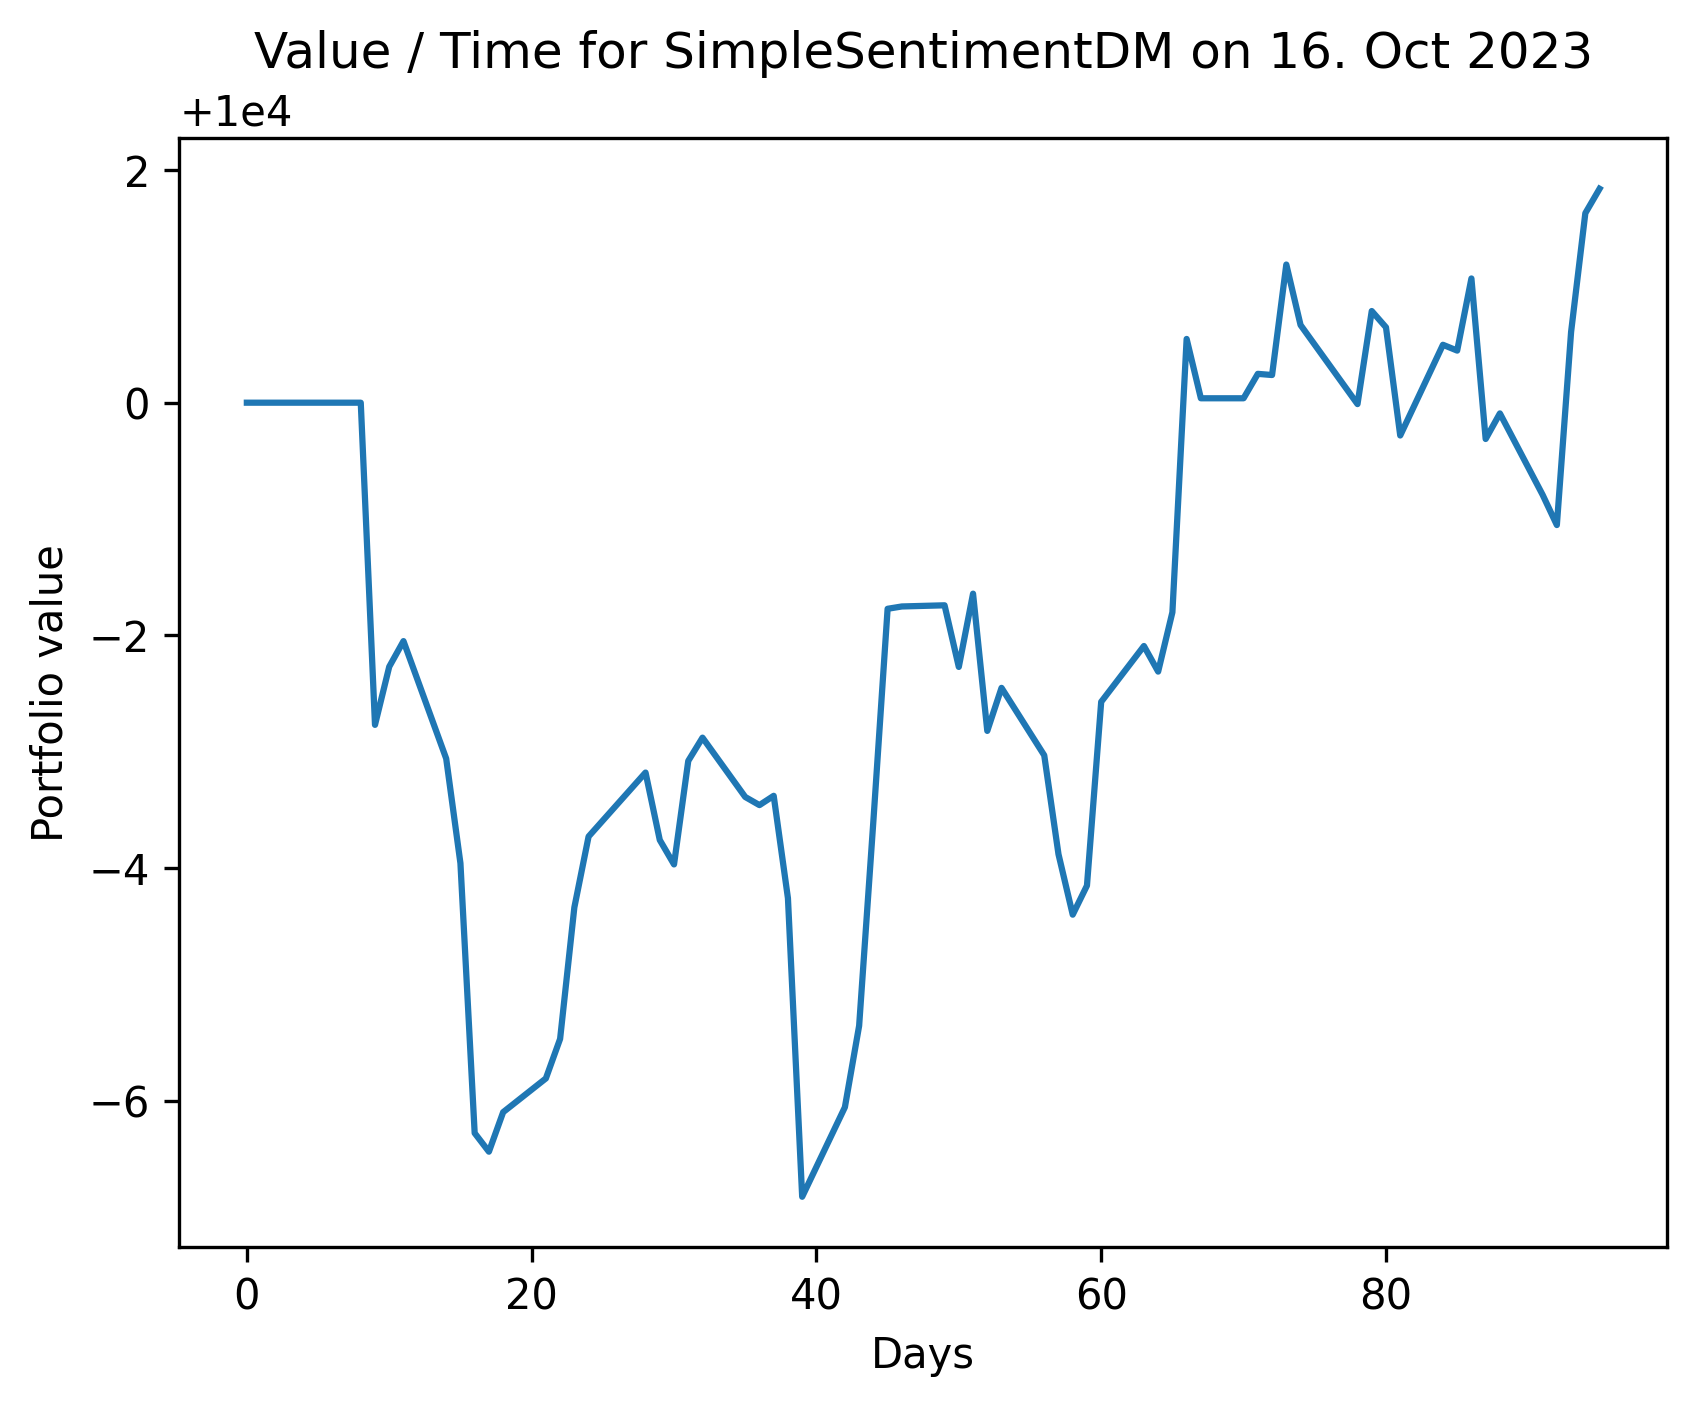 Value / Time for SimpleSentimentDM on 16. Oct 2023
+1e4
2
0
−2
−4
−6
Portfolio value
0 20 40 60 80
Days